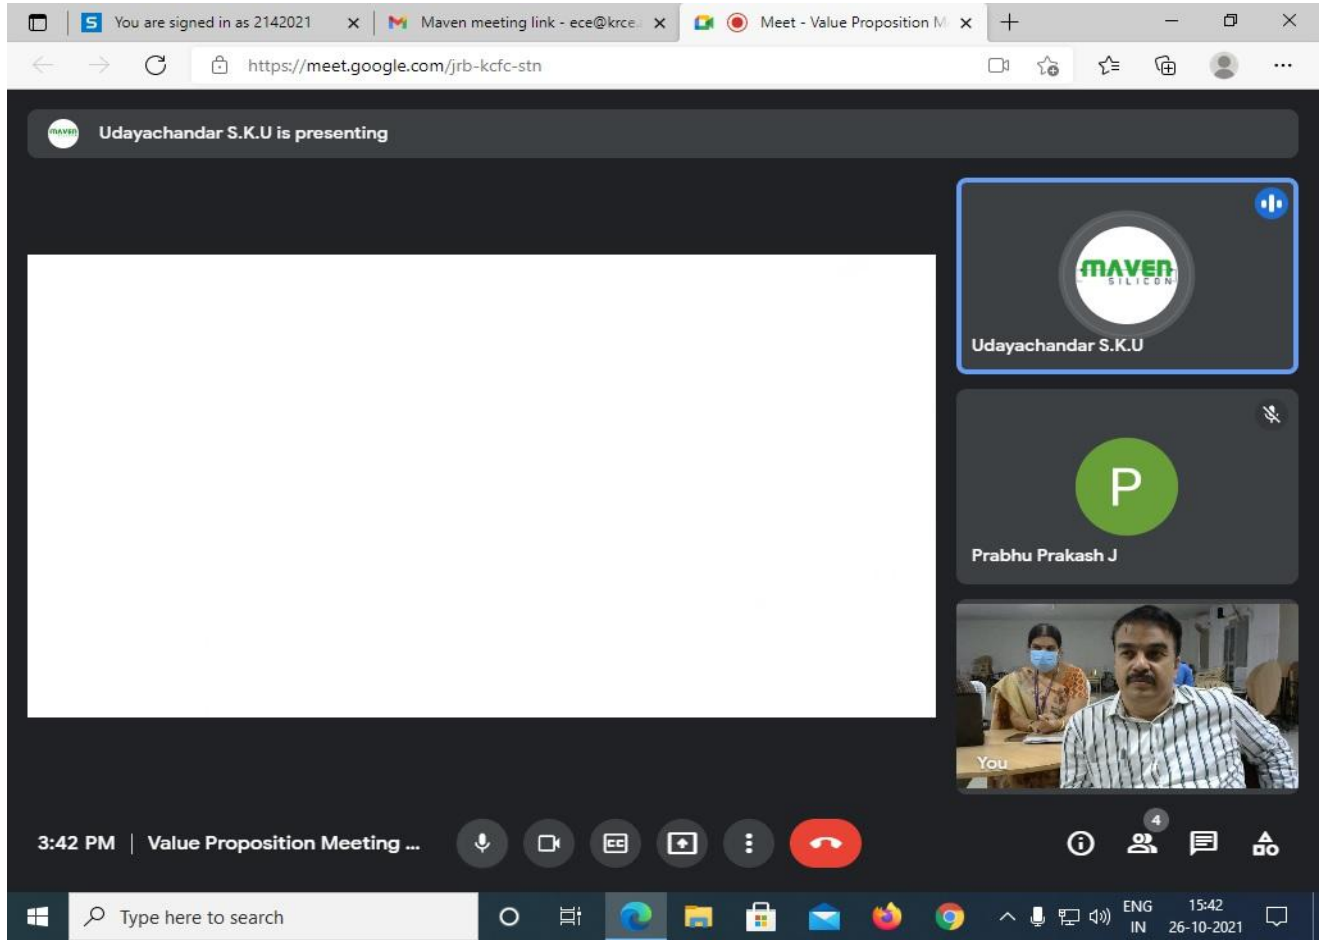 You are signed in as 2142021
Maven meeting link - ece@krce.
Meet - Value Proposition M
https://meet.google.com/jrb-kcfc-stn
MAVEN
Udayachandar S.K.U is presenting
MAVEN
SILICON
Udayachandar S.K.U
P
Prabhu Prakash J
You
3:42 PM | Value Proposition Meeting ...
CC
4
Type here to search
ENG
IN
15:42
26-10-2021